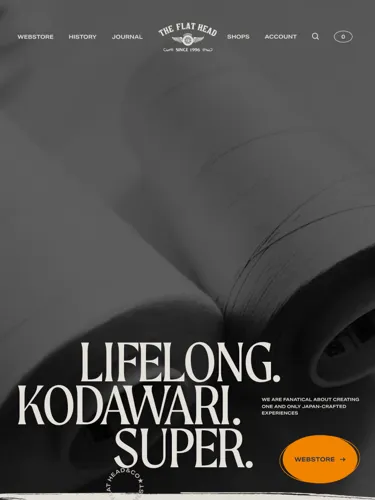 WEBSTORE HISTORY JOURNAL THE FLAT HEAD SHOPS ACCOUNT 0
SINCE 1996
LIFELONG.
KODAWARI.
SUPER.
WE ARE FANATICAL ABOUT CREATING
ONE AND ONLY JAPAN-CRAFTED
EXPERIENCES
WEBSTORE →
AT HEAD&CO★